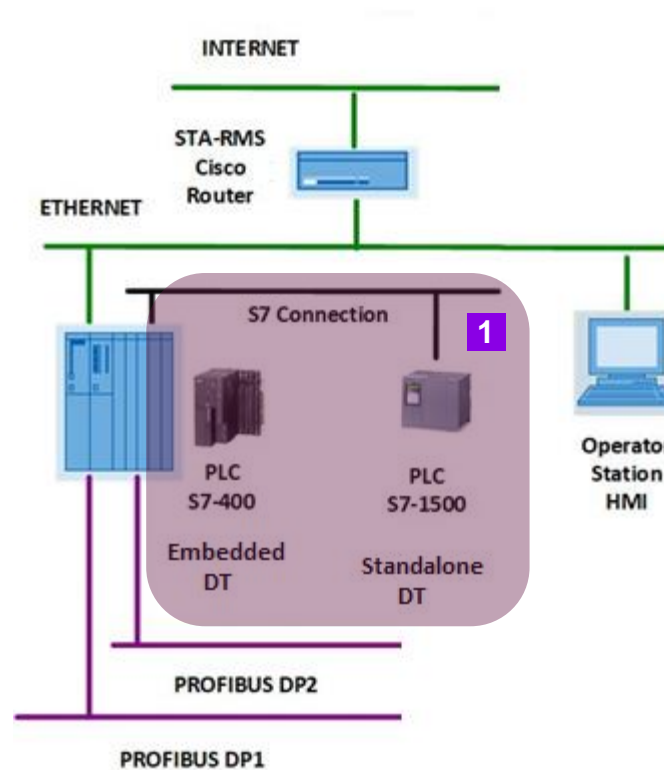 INTERNET
STA-RMS
Cisco
Router
ETHERNET
S7 Connection
1
PLC
S7-400
PLC
S7-1500
Embedded
DT
Standalone
DT
Operator
Station
HMI
PROFIBUS DP2
PROFIBUS DP1